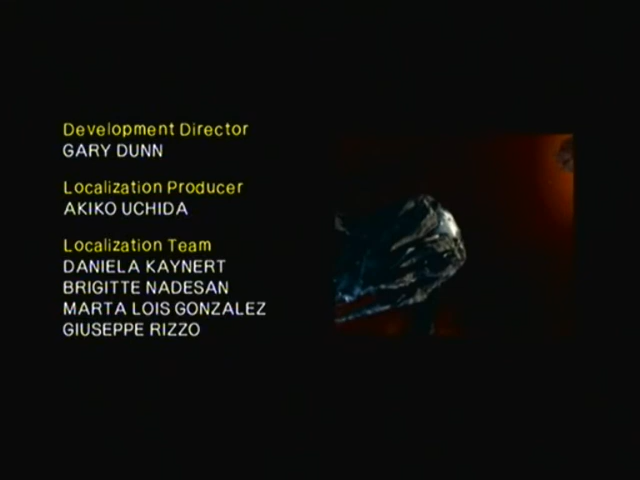 Development Director
GARY DUNN
Localization Producer
AKIKO UCHIDA
Localization Team
DANIELA KAYNERT
BRIGITTE NADESAN
MARTA LOIS GONZALEZ
GIUSEPPE RIZZO